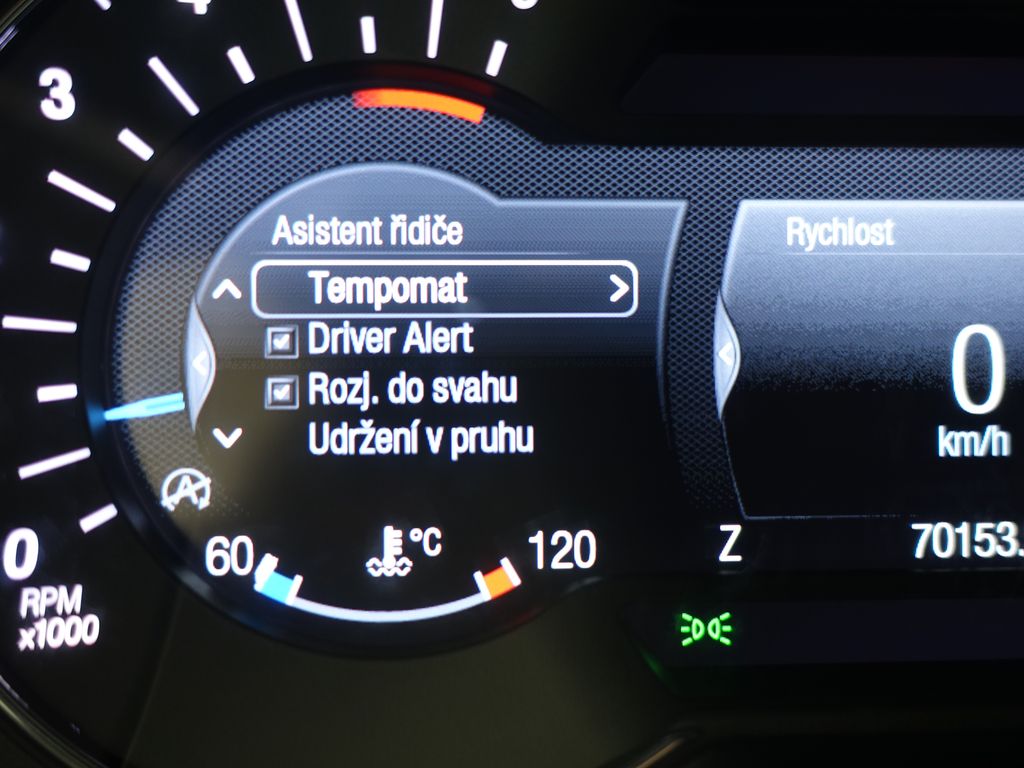 3
Asistent řidiče
Rychlost
Tempomat
Driver Alert
Rozj. do svahu
Udržení v pruhu
0
km/h
0
RPM
x1000
60
°C
120
Z
70153.